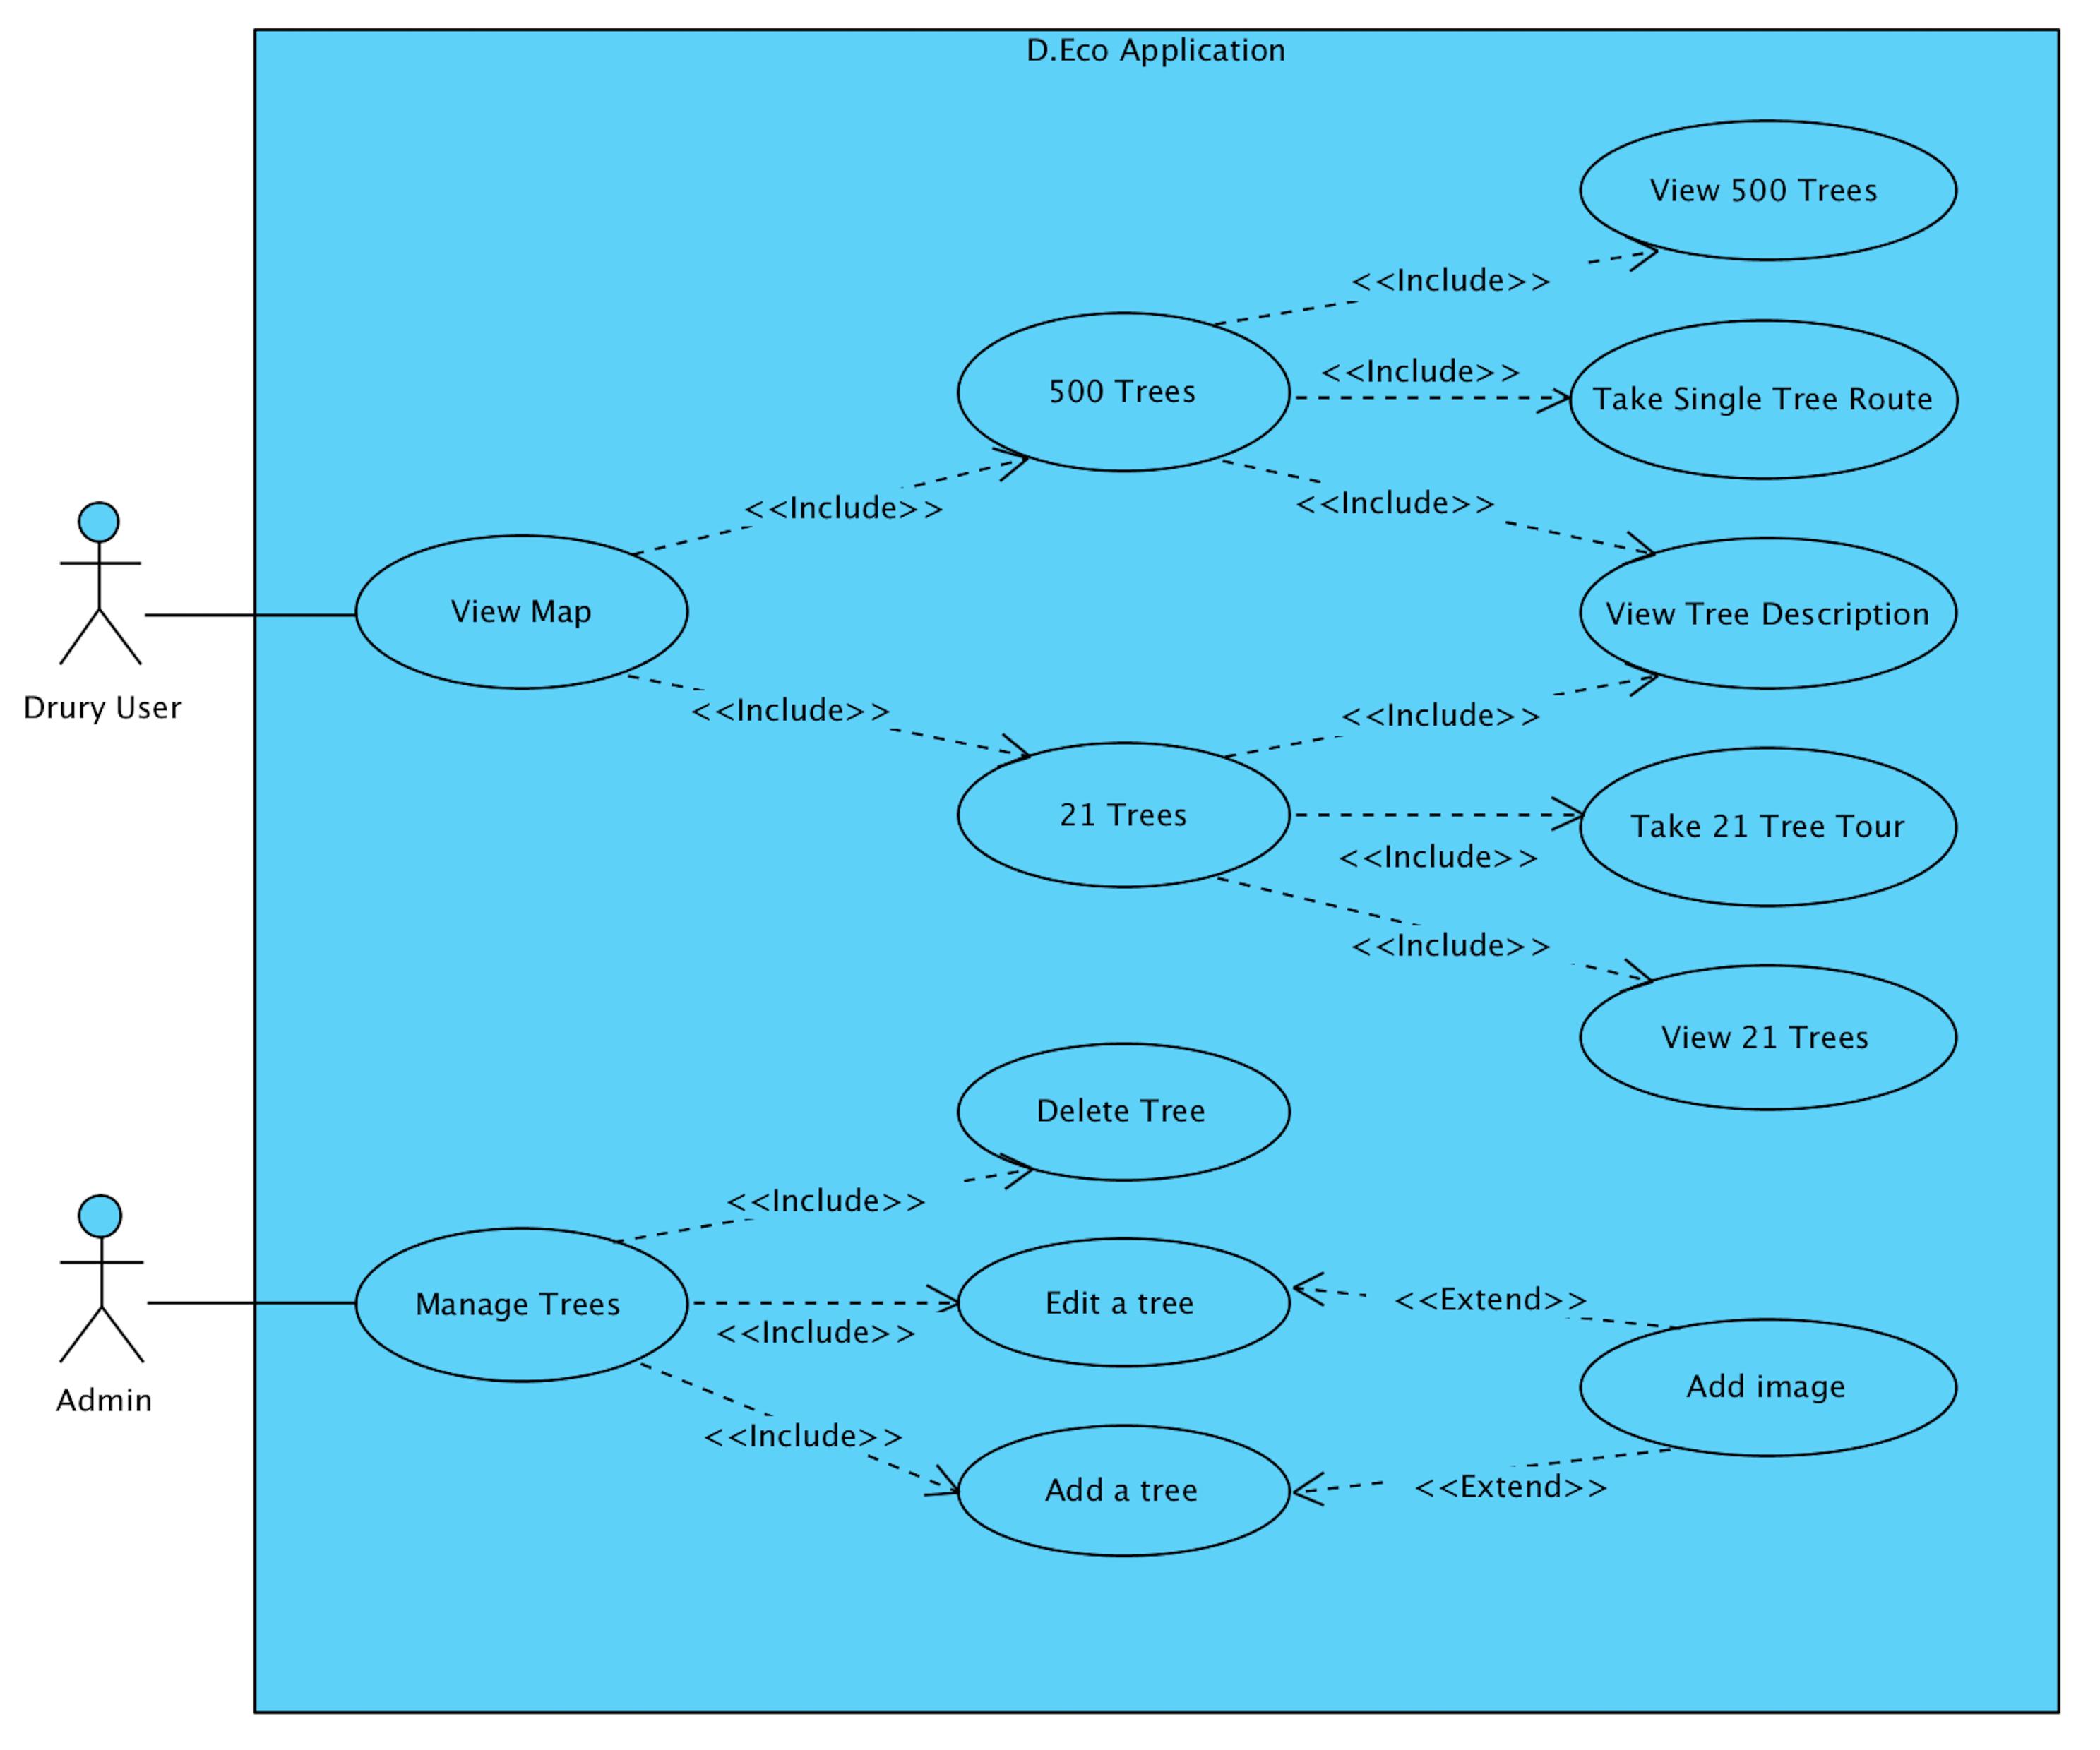 D.Eco Application
View 500 Trees
<<Include>>
<<Include>>
500 Trees
Take Single Tree Route
<<Include>>
<<Include>>
View Map
View Tree Description
Drury User
<<Include>>
<<Include>>
21 Trees
Take 21 Tree Tour
<<Include>>
<<Include>>
View 21 Trees
Delete Tree
<<Include>>
Manage Trees
Edit a tree
<<Extend>>
<<Include>>
Add image
Admin
<<Include>>
Add a tree
<<Extend>>